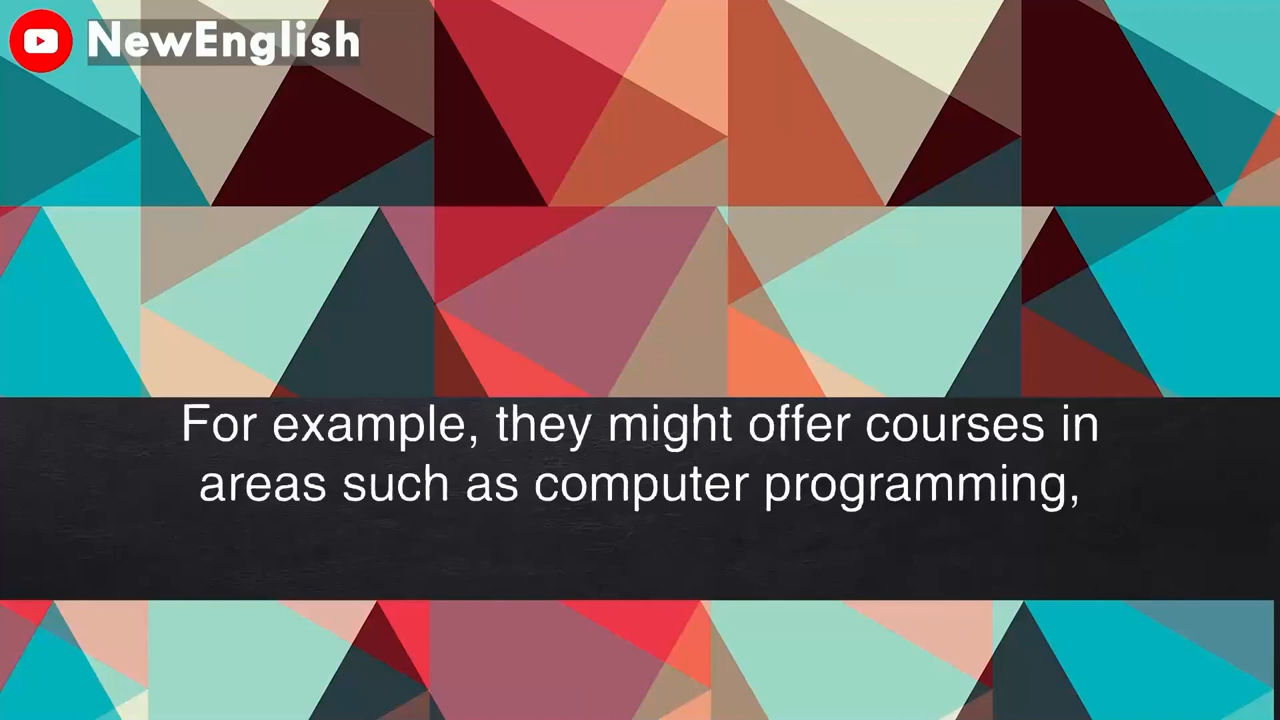 NewEnglish
For example, they might offer courses in
areas such as computer programming,